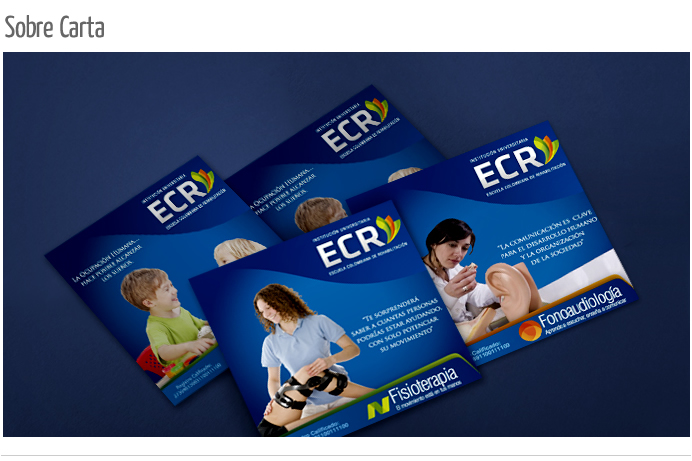 Sobre Carta
INSTITUCIÓN UNIVERSITARIA
ECR
ESCUELA COLOMBIANA DE REHABILITACIÓN
LA OCUPACIÓN HUMANA...
HACE POSIBLE ALCANZAR
LOS SUEÑOS
INSTITUCIÓN UNIVERSITARIA
ECR
ESCUELA COLOMBIANA DE REHABILITACIÓN
"LA COMUNICACIÓN ES CLAVE
PARA EL DESARROLLO HUMANO
Y LA ORGANIZACIÓN
DE LA SOCIEDAD"
Fonoaudiología
Aprende a escuchar, enseña a comunicar
Calificado:
INSTITUCIÓN UNIVERSITARIA
ECR
ESCUELA COLOMBIANA DE REHABILITACIÓN
LA OCUPACIÓN HUMANA...
HACE POSIBLE ALCANZAR
LOS SUEÑOS
Registro Calificado:
INSTITUCIÓN UNIVERSITARIA
ECR
ESCUELA COLOMBIANA DE REHABILITACIÓN
"TE SORPRENDERÁ
SABER A CUANTAS PERSONAS
PODRÍAS ESTAR AYUDANDO,
CON SOLO POTENCIAR
SU MOVIMIENTO"
Fisioterapia
El movimiento está en tus manos
Calificado: